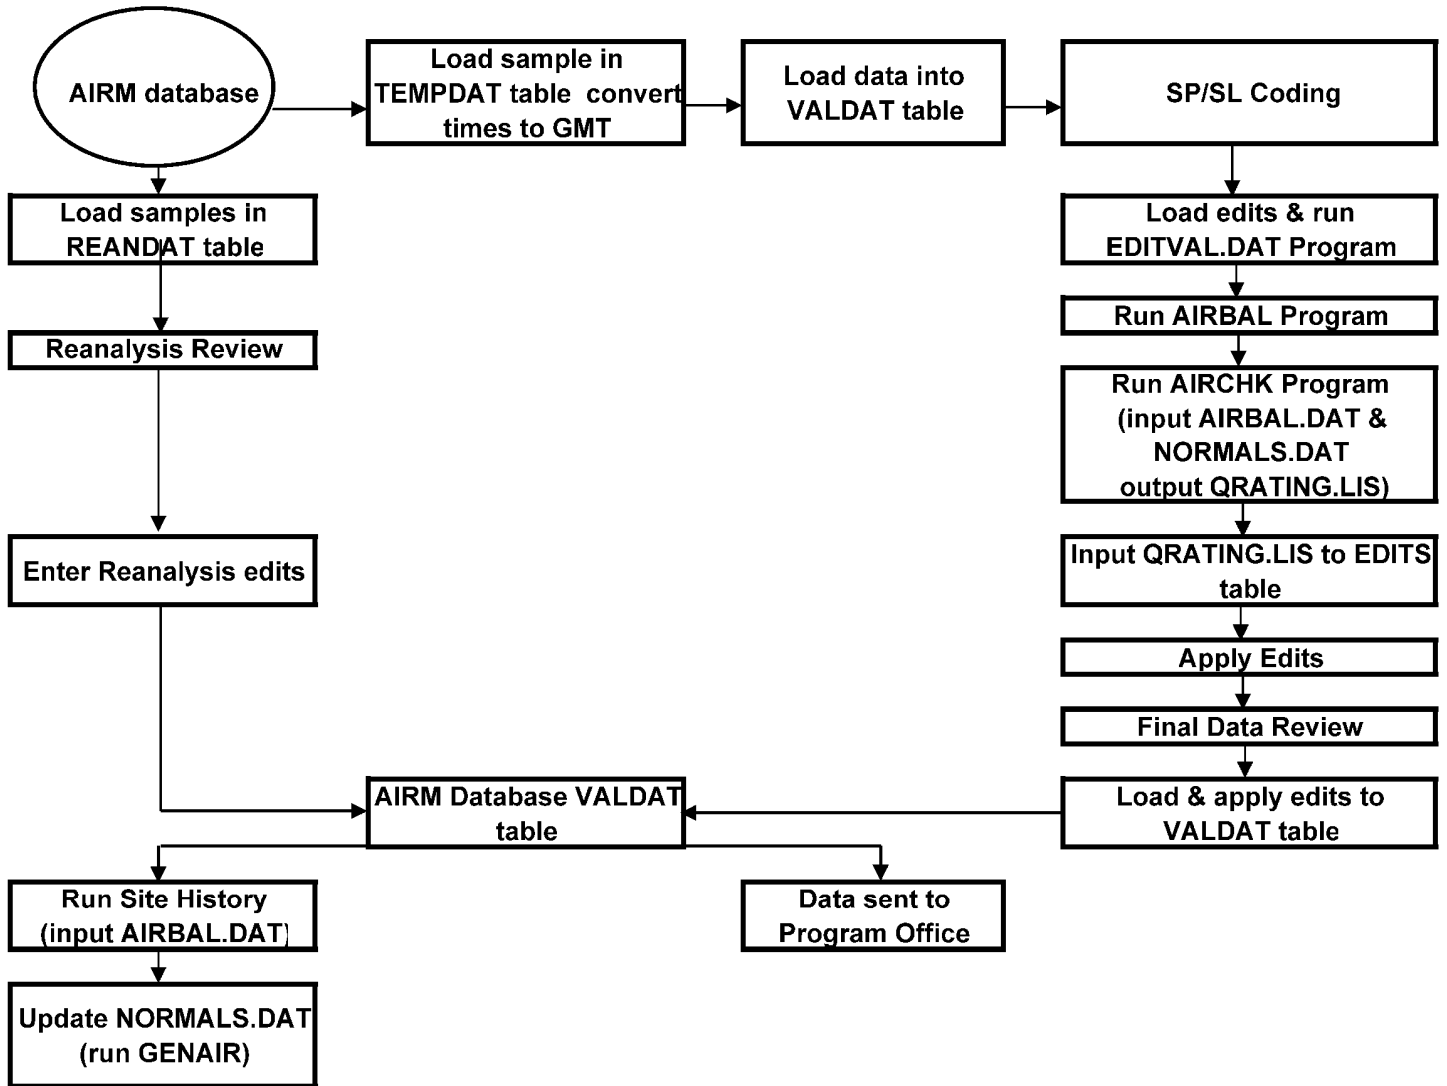 AIRM database
Load sample in
TEMPDAT table convert
times to GMT
Load data into
VALDAT table
SP/SL Coding
Load samples in
REANDAT table
Load edits & run
EDITVAL.DAT Program
Run AIRBAL Program
Reanalysis Review
Run AIRCHK Program
(input AIRBAL.DAT &
NORMALS.DAT
output QRATING.LIS)
Enter Reanalysis edits
Input QRATING.LIS to EDITS
table
Apply Edits
Final Data Review
AIRM Database VALDAT
table
Load & apply edits to
VALDAT table
Run Site History
(input AIRBAL.DAT)
Data sent to
Program Office
Update NORMALS.DAT
(run GENAIR)